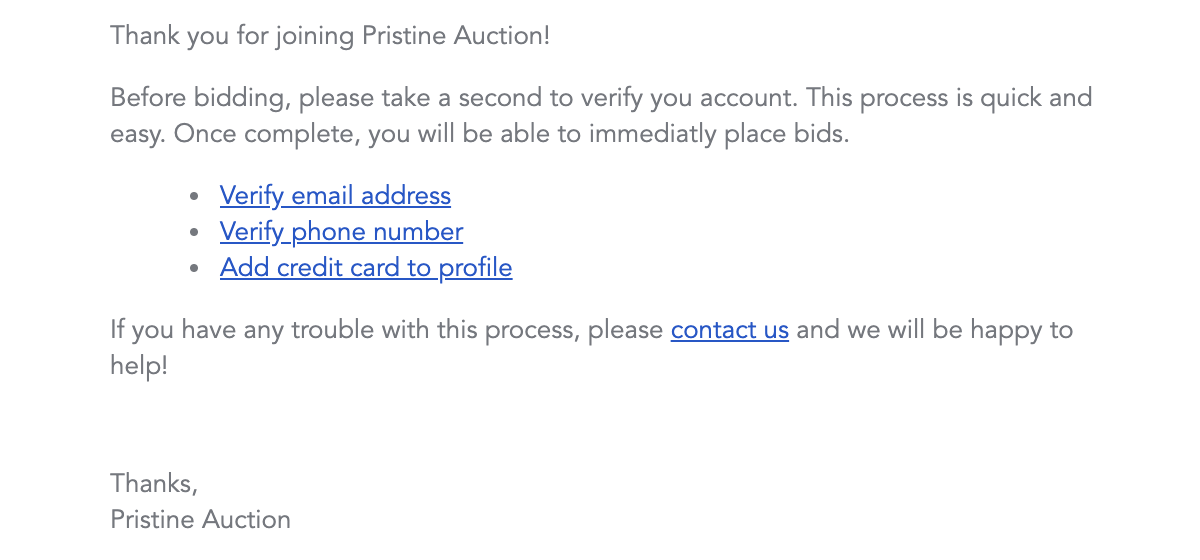 Thank you for joining Pristine Auction!
Before bidding, please take a second to verify you account. This process is quick and
easy. Once complete, you will be able to immediatly place bids.
• Verify email address
• Verify phone number
• Add credit card to profile
If you have any trouble with this process, please contact us and we will be happy to
help!
Thanks,
Pristine Auction